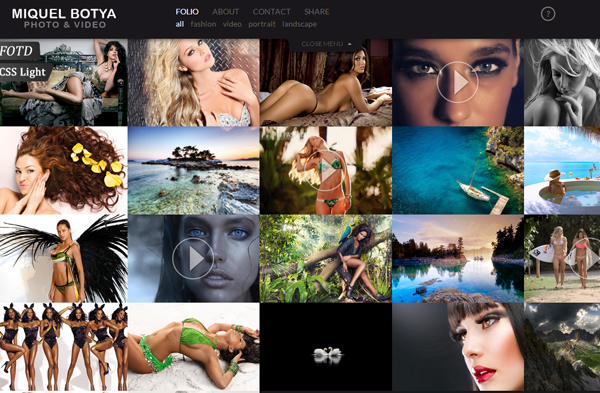 MIQUEL BOTYA
PHOTO & VIDEO
FOLIO ABOUT CONTACT SHARE
all fashion video portrait landscape
?
CLOSE MENU
FOTD
CSS Light